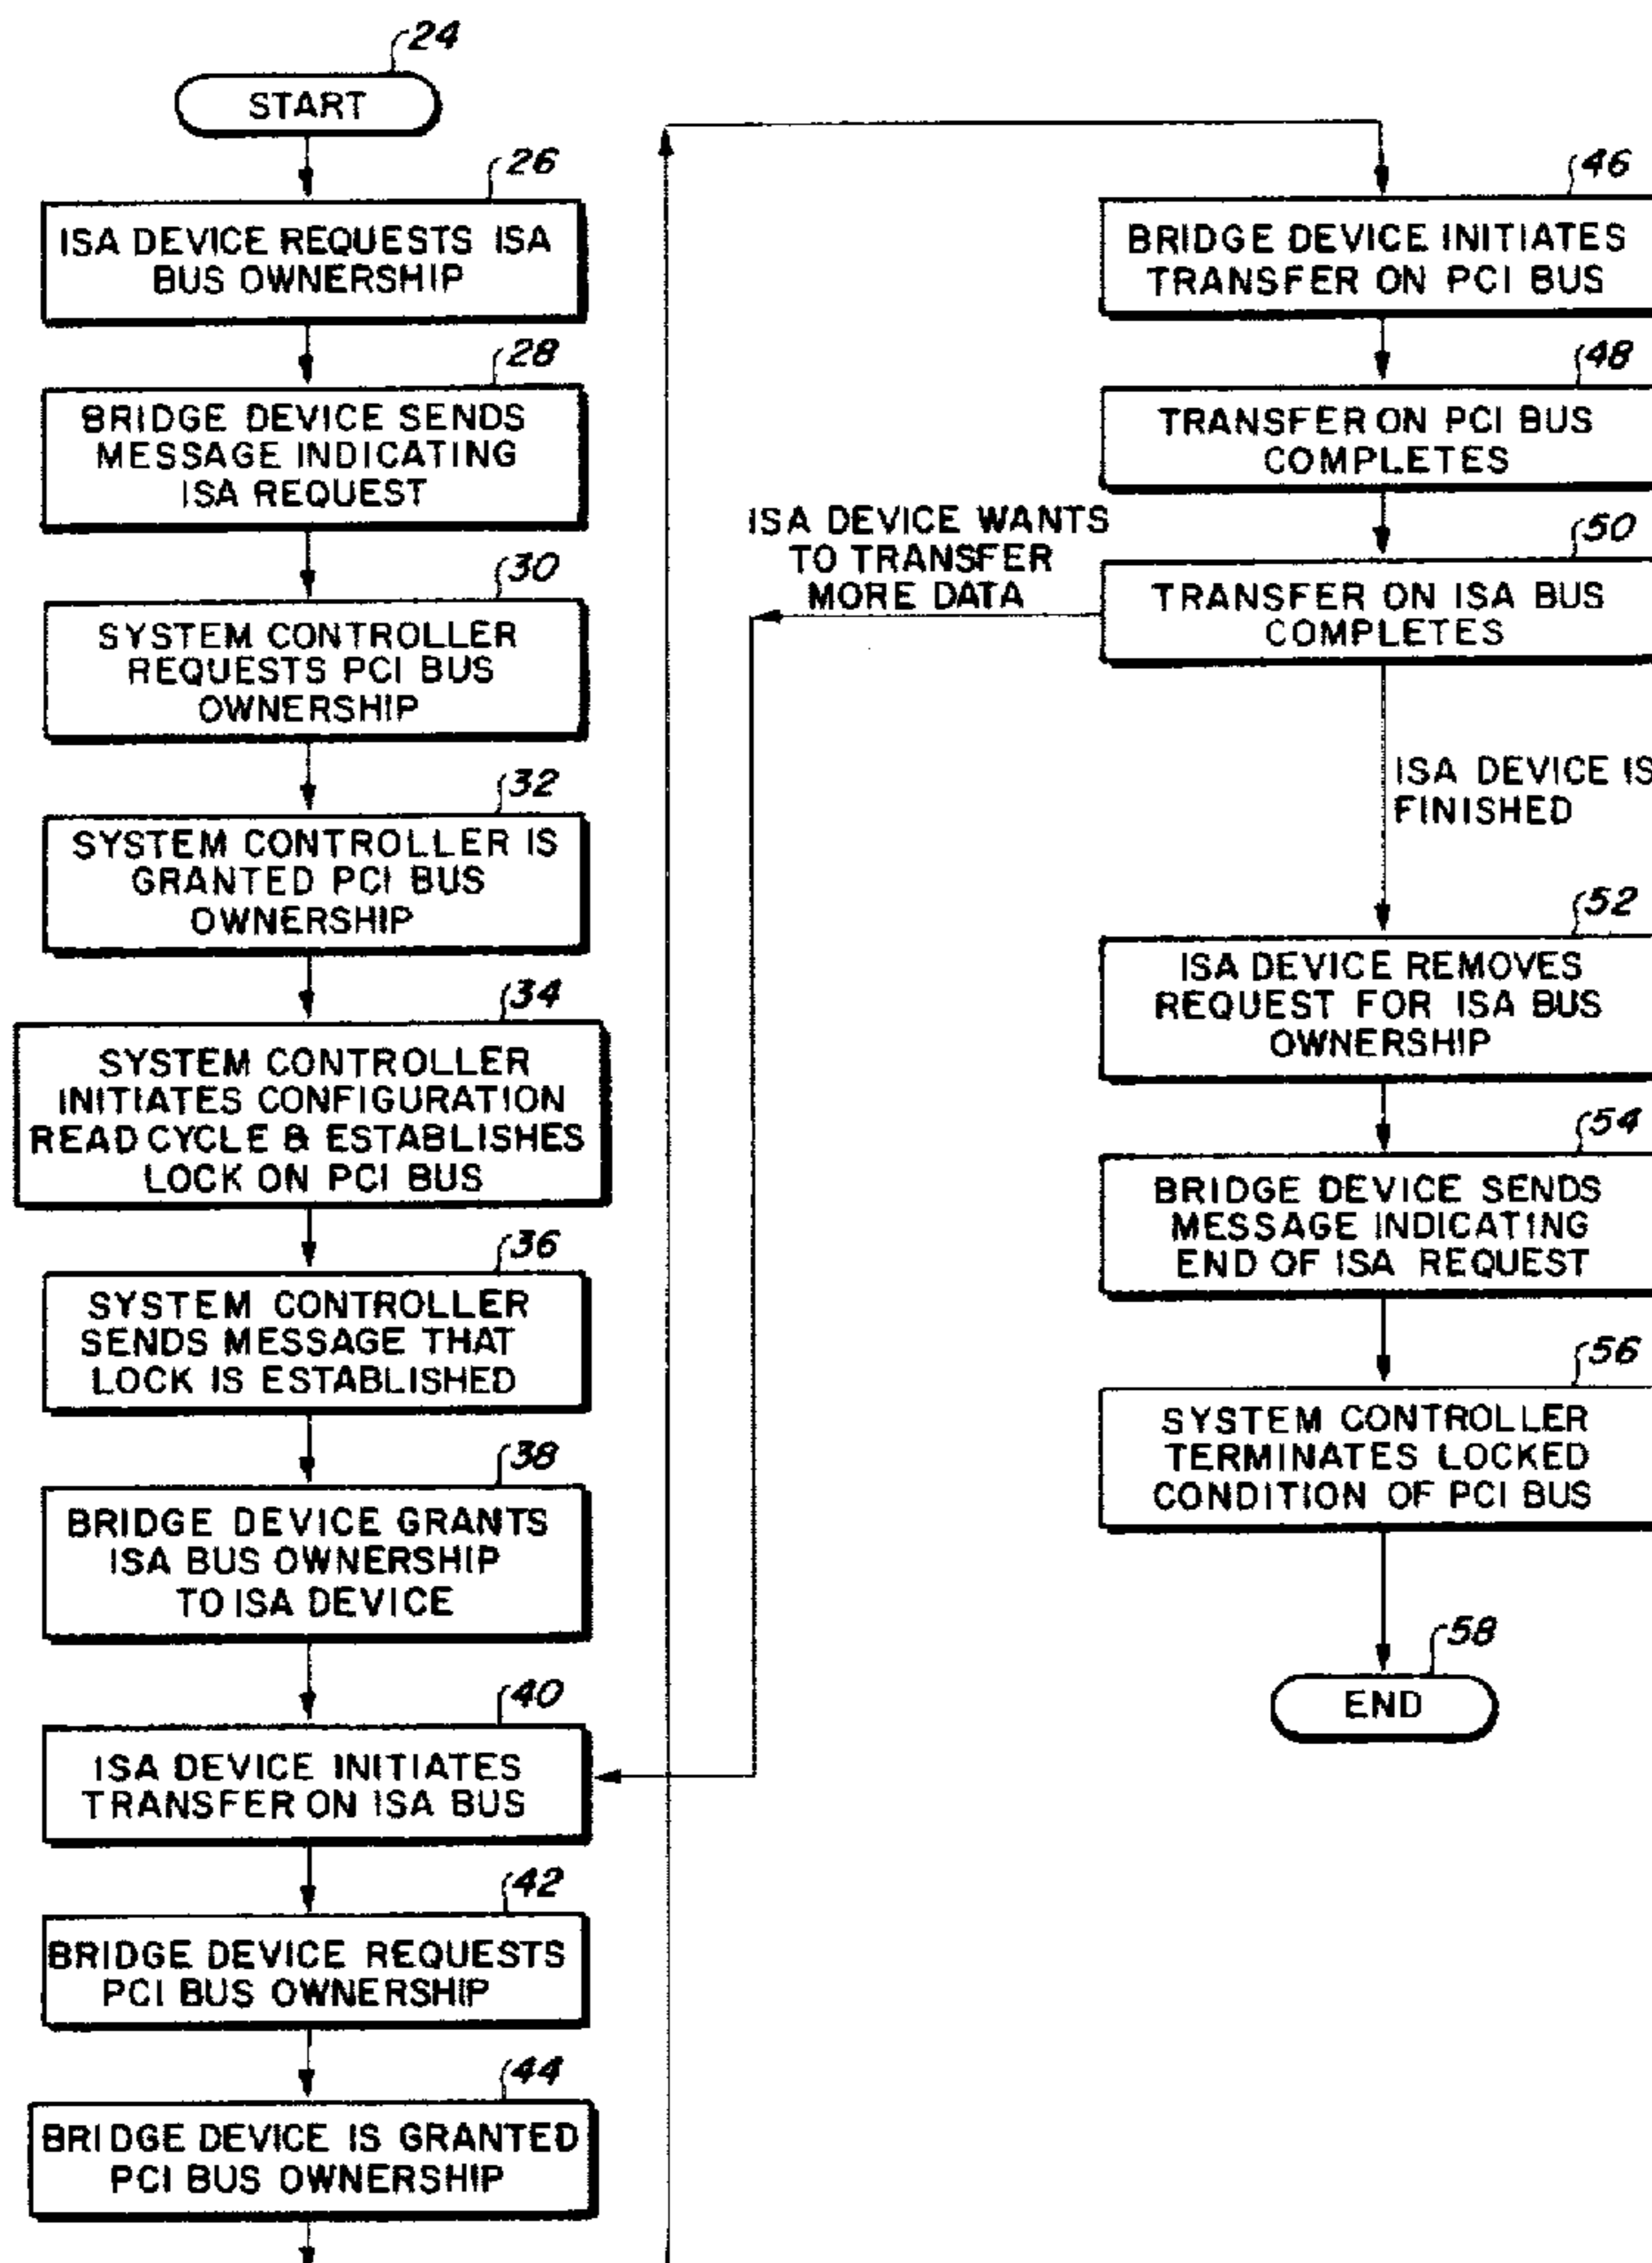 24
START
26
ISA DEVICE REQUESTS ISA
BUS OWNERSHIP
28
BRIDGE DEVICE SENDS
MESSAGE INDICATING
ISA REQUEST
30
SYSTEM CONTROLLER
REQUESTS PCI BUS
OWNERSHIP
32
SYSTEM CONTROLLER IS
GRANTED PCI BUS
OWNERSHIP
34
SYSTEM CONTROLLER
INITIATES CONFIGURATION
READ CYCLE & ESTABLISHES
LOCK ON PCI BUS
36
SYSTEM CONTROLLER
SENDS MESSAGE THAT
LOCK IS ESTABLISHED
38
BRIDGE DEVICE GRANTS
ISA BUS OWNERSHIP
TO ISA DEVICE
40
ISA DEVICE INITIATES
TRANSFER ON ISA BUS
42
BRIDGE DEVICE REQUESTS
PCI BUS OWNERSHIP
44
BRIDGE DEVICE IS GRANTED
PCI BUS OWNERSHIP
46
BRIDGE DEVICE INITIATES
TRANSFER ON PCI BUS
48
TRANSFER ON PCI BUS
COMPLETES
50
TRANSFER ON ISA BUS
COMPLETES
ISA DEVICE WANTS
TO TRANSFER
MORE DATA
ISA DEVICE IS
FINISHED
52
ISA DEVICE REMOVES
REQUEST FOR ISA BUS
OWNERSHIP
54
BRIDGE DEVICE SENDS
MESSAGE INDICATING
END OF ISA REQUEST
56
SYSTEM CONTROLLER
TERMINATES LOCKED
CONDITION OF PCI BUS
58
END